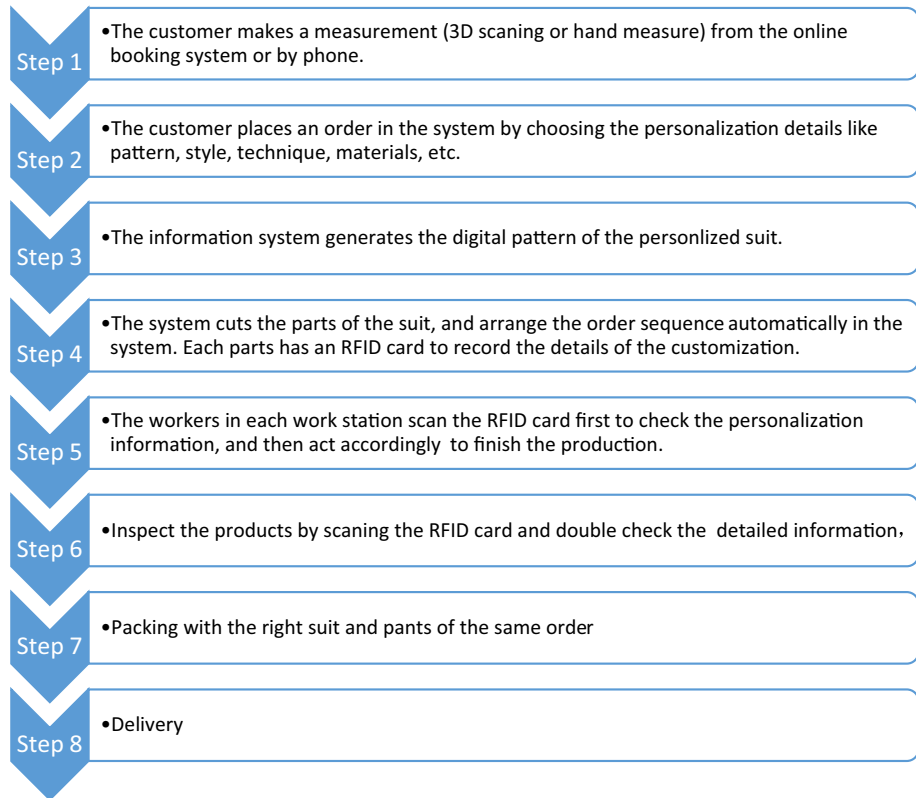 Step 1
•The customer makes a measurement (3D scaning or hand measure) from the online
booking system or by phone.
Step 2
•The customer places an order in the system by choosing the personalization details like
pattern, style, technique, materials, etc.
Step 3
•The information system generates the digital pattern of the personlized suit.
Step 4
•The system cuts the parts of the suit, and arrange the order sequence automatically in the
system. Each parts has an RFID card to record the details of the customization.
Step 5
•The workers in each work station scan the RFID card first to check the personalization
information, and then act accordingly to finish the production.
Step 6
•Inspect the products by scaning the RFID card and double check the detailed information，
Step 7
•Packing with the right suit and pants of the same order
Step 8
•Delivery